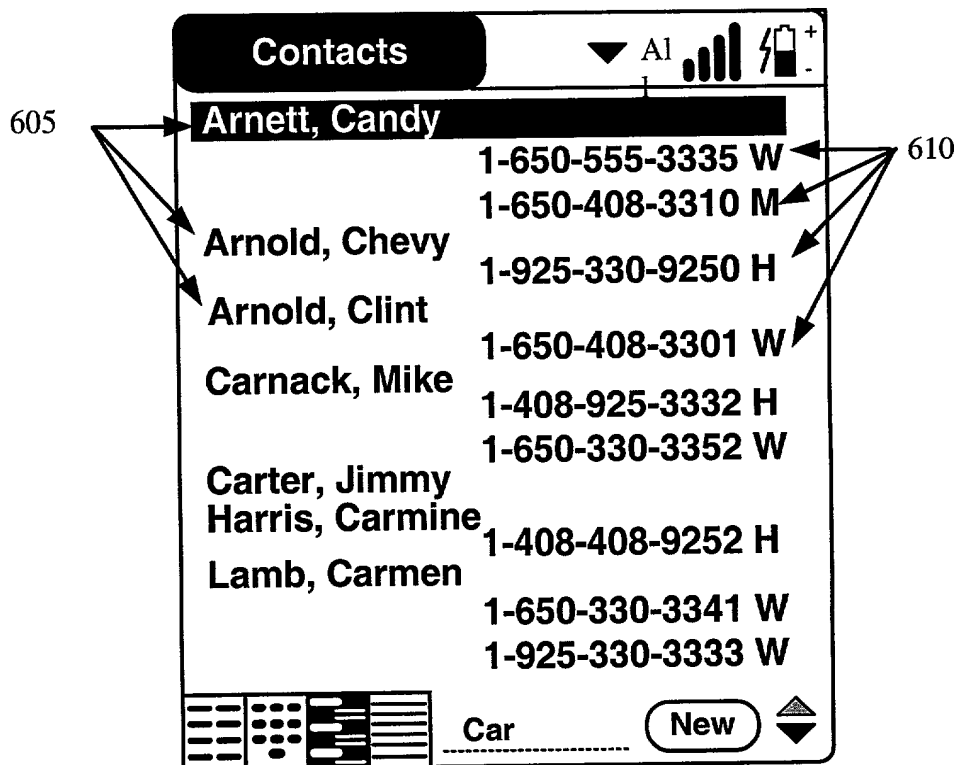 Contacts
Al
l
+
-
605
Arnett, Candy
610
1-650-555-3335 W
1-650-408-3310 M
Arnold, Chevy
1-925-330-9250 H
Arnold, Clint
1-650-408-3301 W
Carnack, Mike
1-408-925-3332 H
1-650-330-3352 W
Carter, Jimmy
Harris, Carmine
1-408-408-9252 H
Lamb, Carmen
1-650-330-3341 W
1-925-330-3333 W
Car
New